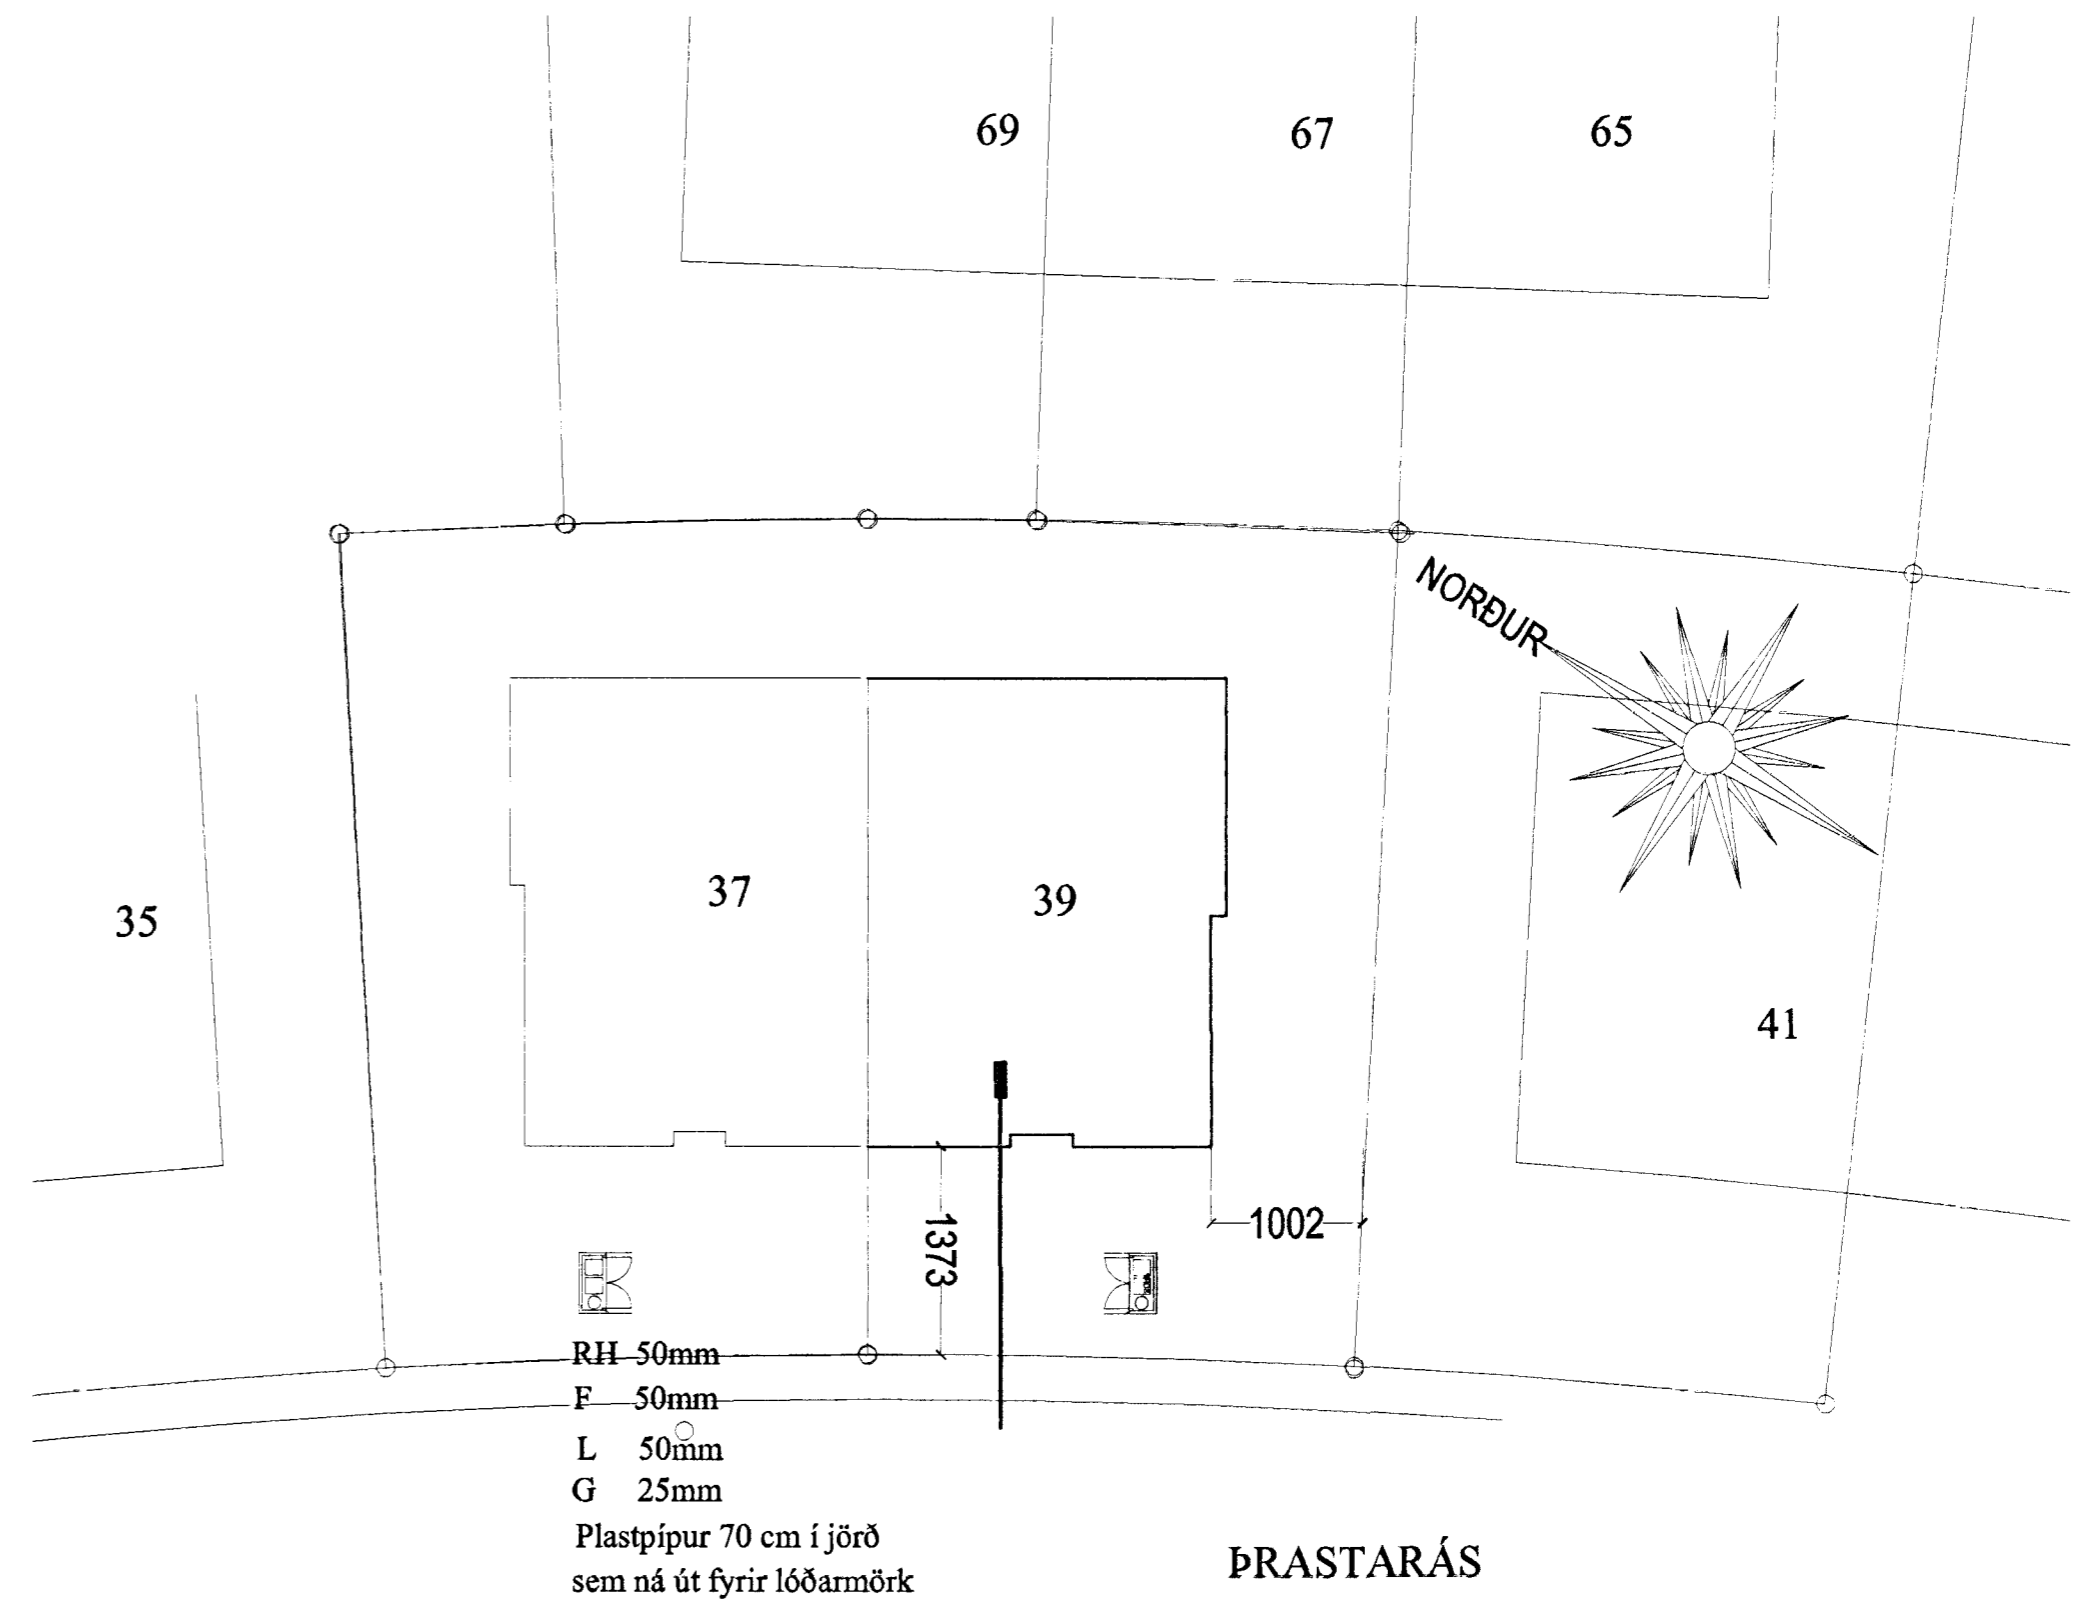 69
67
65
NORÐUR
37
39
35
41
1002
1373
RH 50mm
F 50mm
L 50mm
G 25mm
Plastpípur 70 cm í jörð
sem ná út fyrir lóðarmörk
ÞRASTARÁS